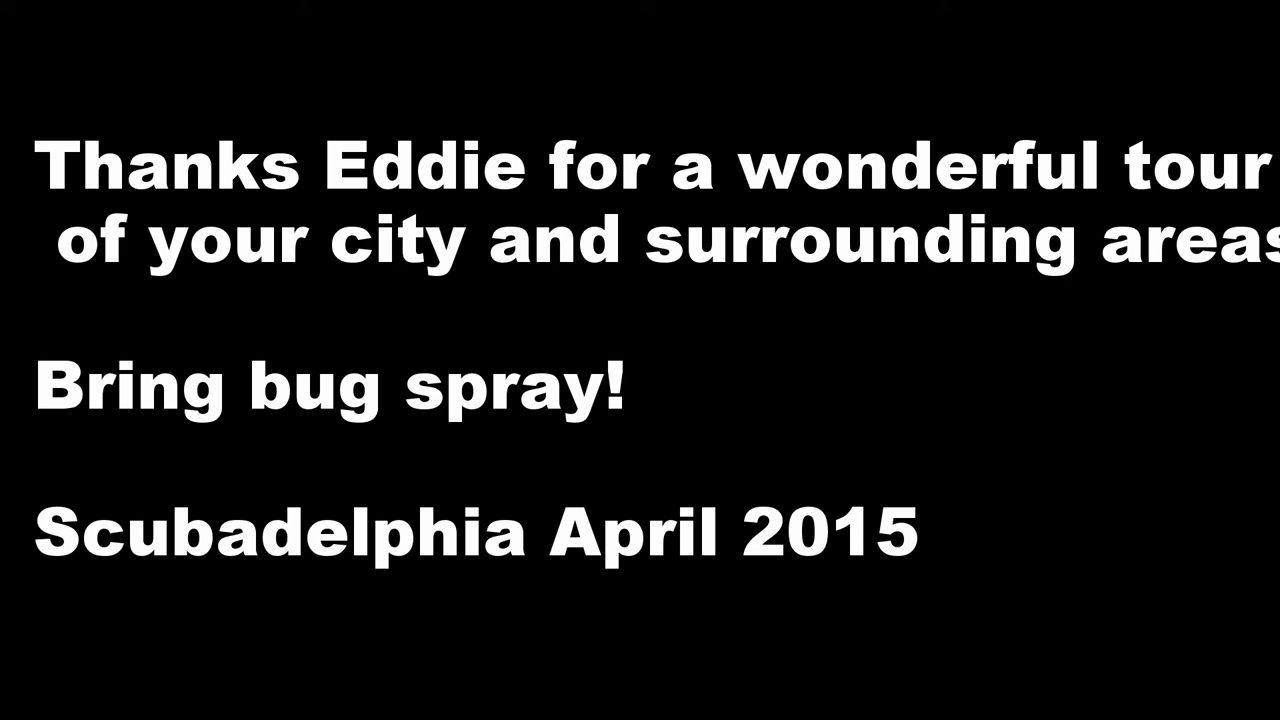 Thanks Eddie for a wonderful tour
of your city and surrounding areas
Bring bug spray!
Scubadelphia April 2015